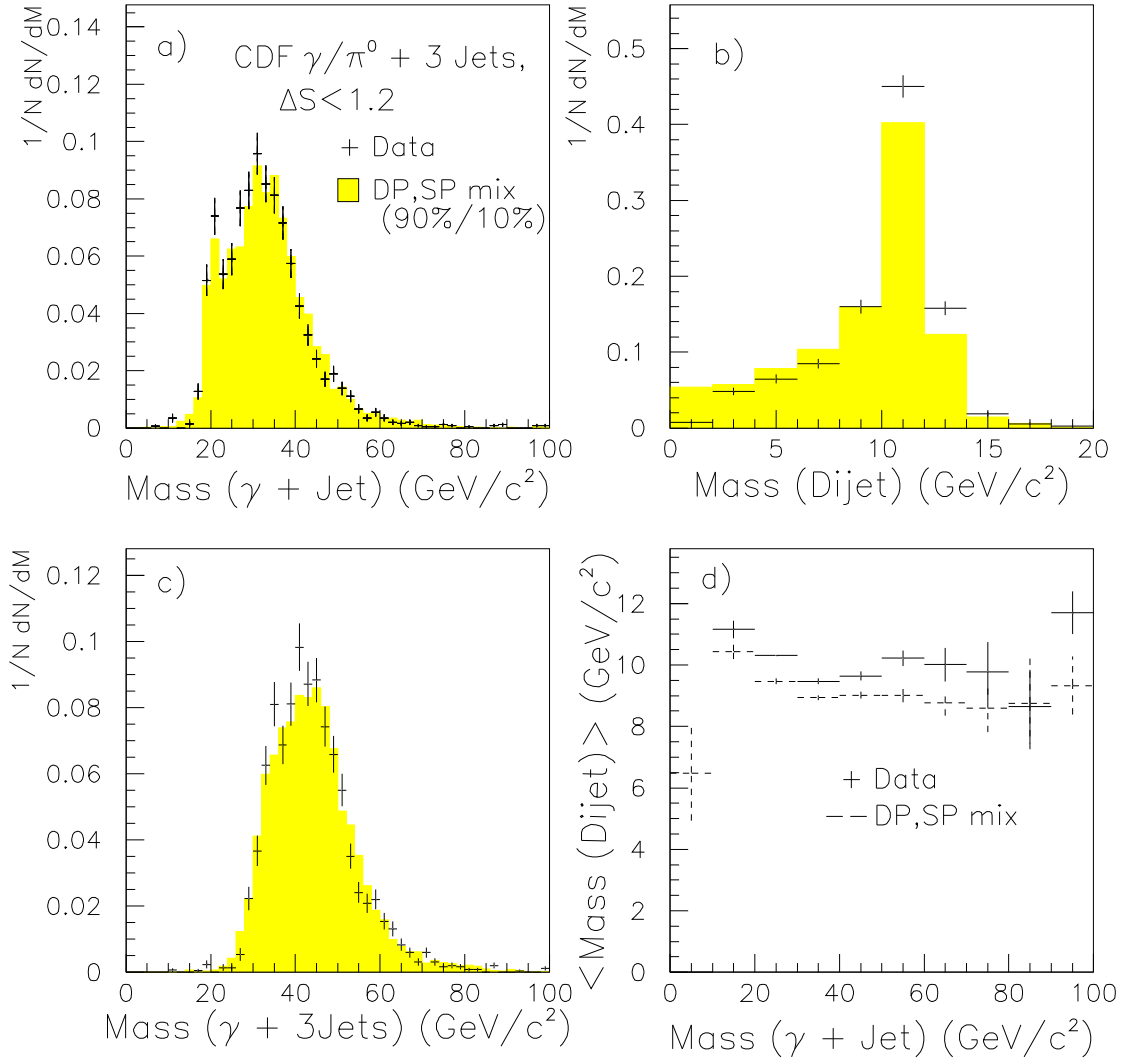 1/N dN/dM
0.14
0.12
0.1
0.08
0.06
0.04
0.02
0
a)
CDF γ/π⁰ + 3 Jets,
ΔS<1.2
Data
DP,SP mix
(90%/10%)
0 20 40 60 80 100
Mass (γ + Jet) (GeV/c²)
1/N dN/dM
0.5
0.4
0.3
0.2
0.1
0
b)
0 5 10 15 20
Mass (Dijet) (GeV/c²)
1/N dN/dM
0.12
0.1
0.08
0.06
0.04
0.02
0
c)
0 20 40 60 80 100
Mass (γ + 3Jets) (GeV/c²)
<Mass (Dijet)> (GeV/c²)
12
10
8
6
4
2
0
d)
Data
DP,SP mix
0 20 40 60 80 100
Mass (γ + Jet) (GeV/c²)